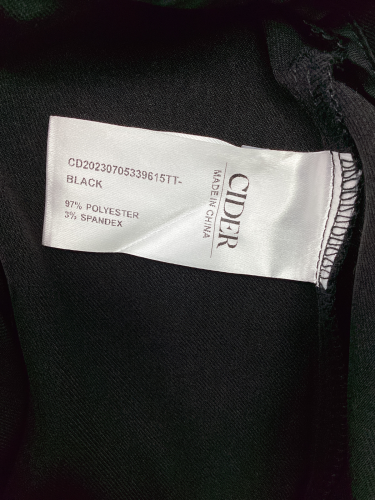 CD20230705339615TT-
BLACK
97% POLYESTER
3% SPANDEX
CIDER
MADE IN CHINA